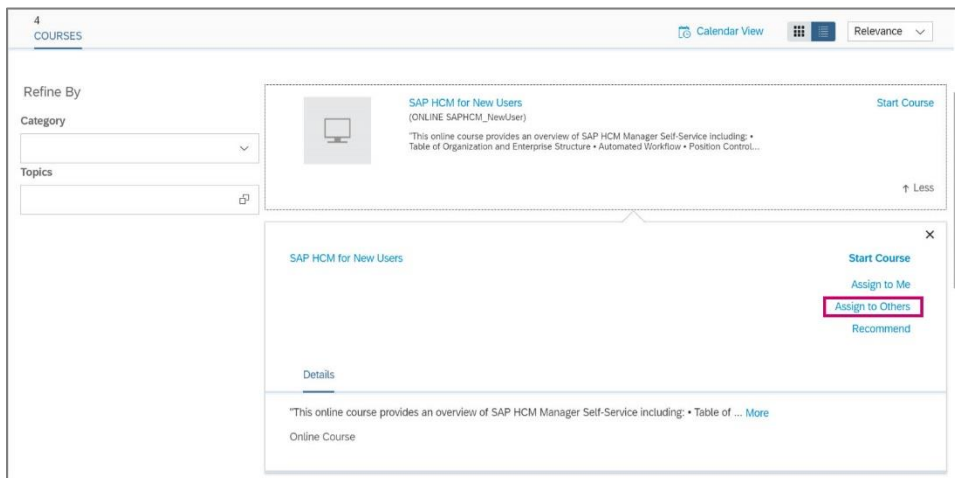 4
COURSES
Calendar View
Relevance
Refine By
Category
Topics
SAP HCM for New Users
Start Course
(ONLINE SAPHCM_NewUser)
"This online course provides an overview of SAP HCM Manager Self-Service including: •
Table of Organization and Enterprise Structure • Automated Workflow • Position Control...
↑ Less
SAP HCM for New Users
Start Course
Assign to Me
Assign to Others
Recommend
Details
"This online course provides an overview of SAP HCM Manager Self-Service including: • Table of ... More
Online Course